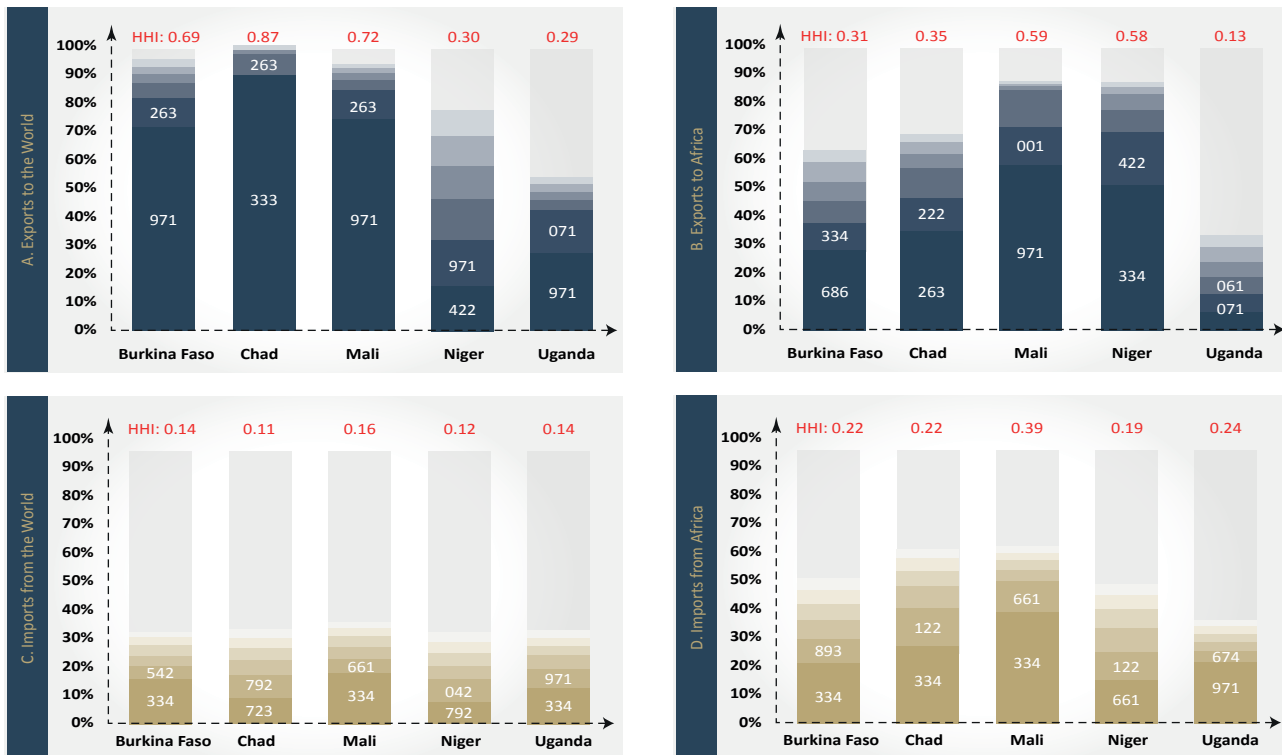 A. Exports to the World
HHI: 0.69 0.87 0.72 0.30 0.29
100%
90%
80%
70%
60%
50%
40%
30%
20%
10%
0%
263 263 263
971 333 971
971 071
422 971
Burkina Faso Chad Mali Niger Uganda
B. Exports to Africa
HHI: 0.31 0.35 0.59 0.58 0.13
100%
90%
80%
70%
60%
50%
40%
30%
20%
10%
0%
334 222 001 422 061
686 263 971 334 071
Burkina Faso Chad Mali Niger Uganda
C. Imports from the World
HHI: 0.14 0.11 0.16 0.12 0.14
100%
90%
80%
70%
60%
50%
40%
30%
20%
10%
0%
542 792 661 042 971
334 723 334 792 334
Burkina Faso Chad Mali Niger Uganda
D. Imports from Africa
HHI: 0.22 0.22 0.39 0.19 0.24
100%
90%
80%
70%
60%
50%
40%
30%
20%
10%
0%
893 122 661 122 674
334 334 334 661 971
Burkina Faso Chad Mali Niger Uganda